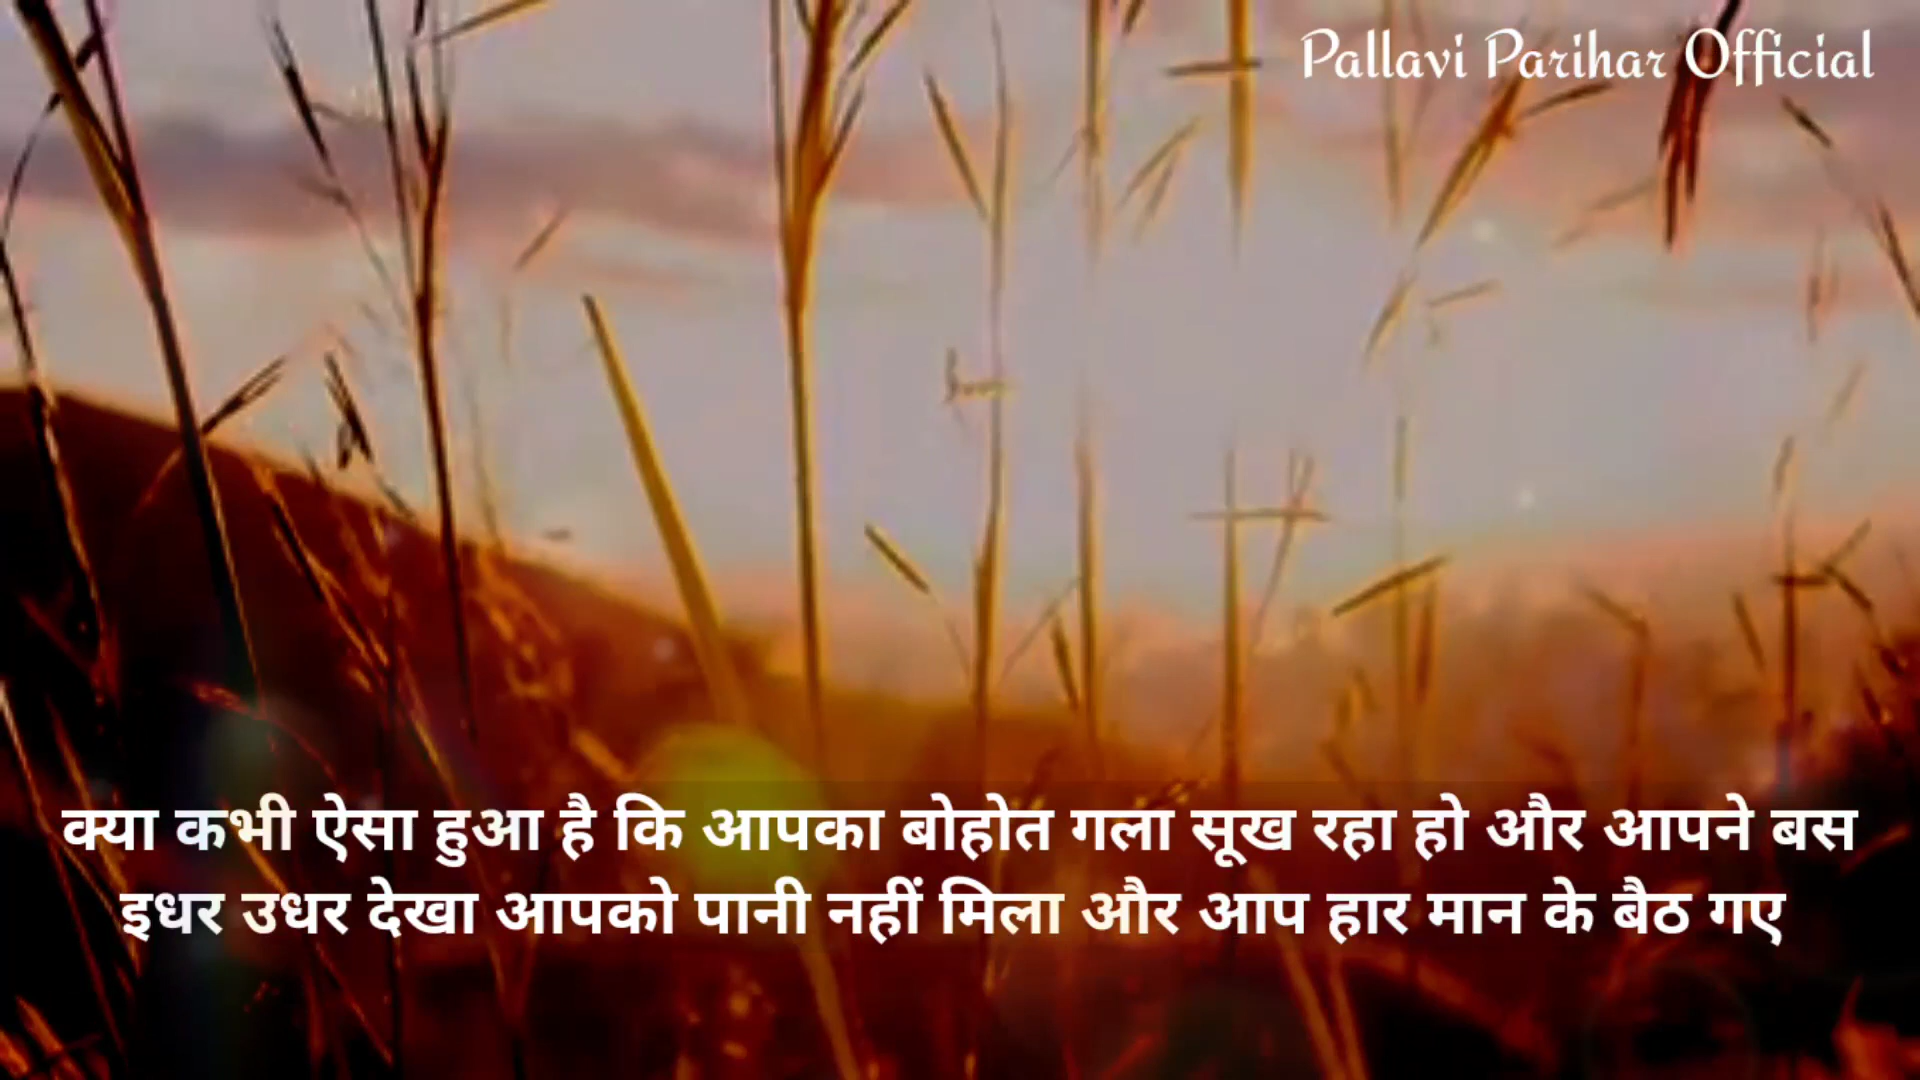 Pallavi Parihar Official
क्या कभी ऐसा हुआ है कि आपका बोहोत गला सूख रहा हो और आपने बस
इधर उधर देखा आपको पानी नहीं मिला और आप हार मान के बैठ गए